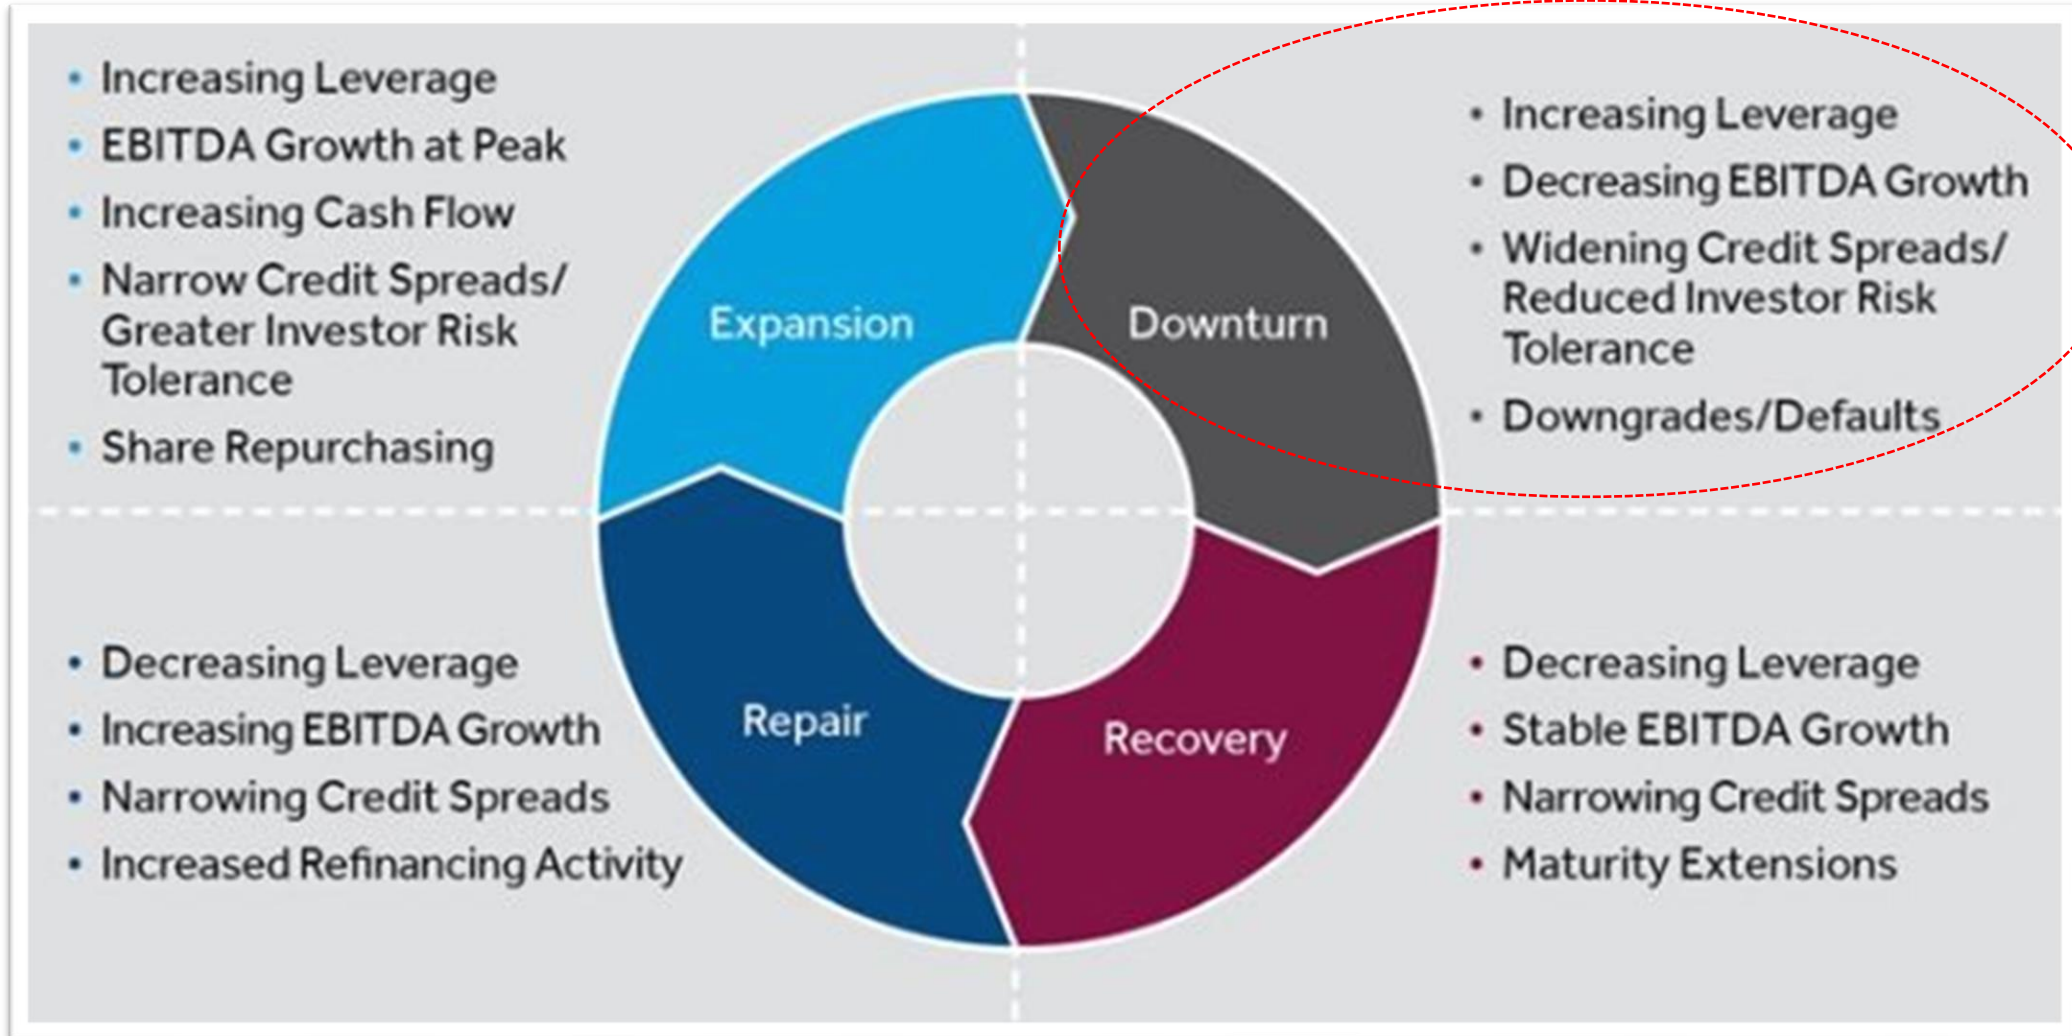 • Increasing Leverage
• EBITDA Growth at Peak
• Increasing Cash Flow
• Narrow Credit Spreads/
Greater Investor Risk
Tolerance
• Share Repurchasing
Expansion
Downturn
• Increasing Leverage
• Decreasing EBITDA Growth
• Widening Credit Spreads/
Reduced Investor Risk
Tolerance
• Downgrades/Defaults
• Decreasing Leverage
• Increasing EBITDA Growth
• Narrowing Credit Spreads
• Increased Refinancing Activity
Repair
Recovery
• Decreasing Leverage
• Stable EBITDA Growth
• Narrowing Credit Spreads
• Maturity Extensions